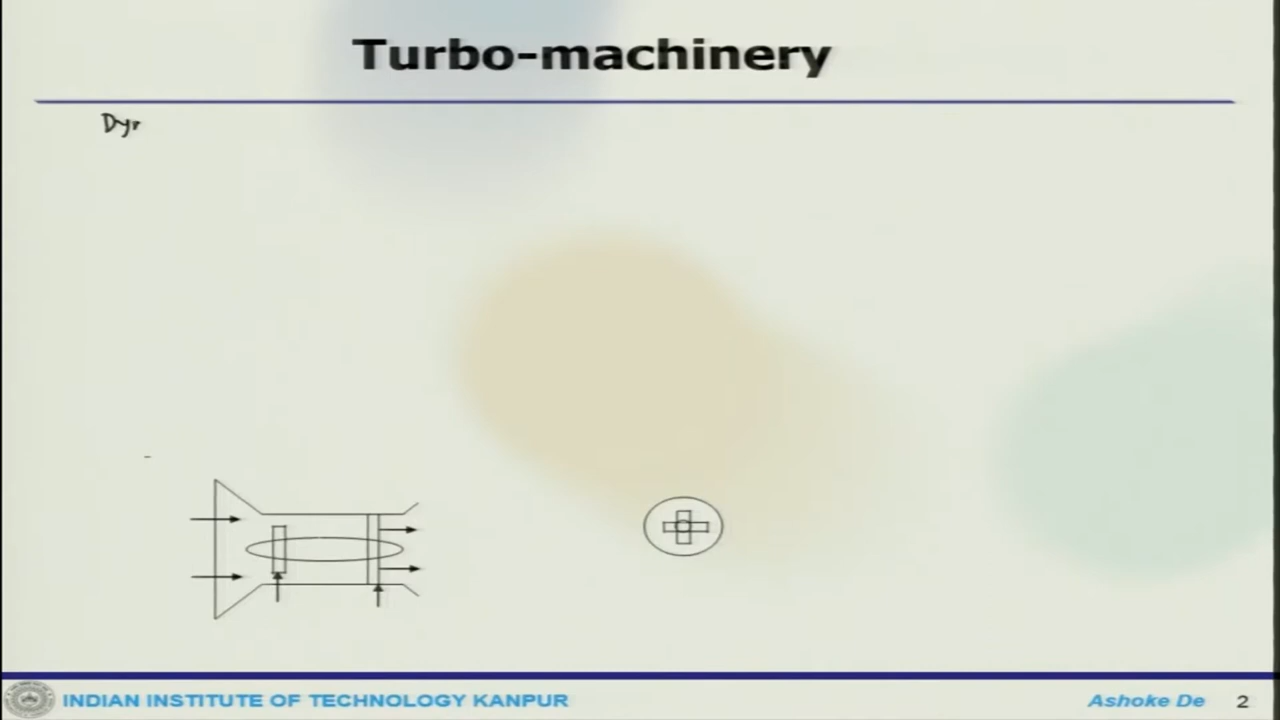 Turbo-machinery
Dyr
INDIAN INSTITUTE OF TECHNOLOGY KANPUR
Ashoke De 2